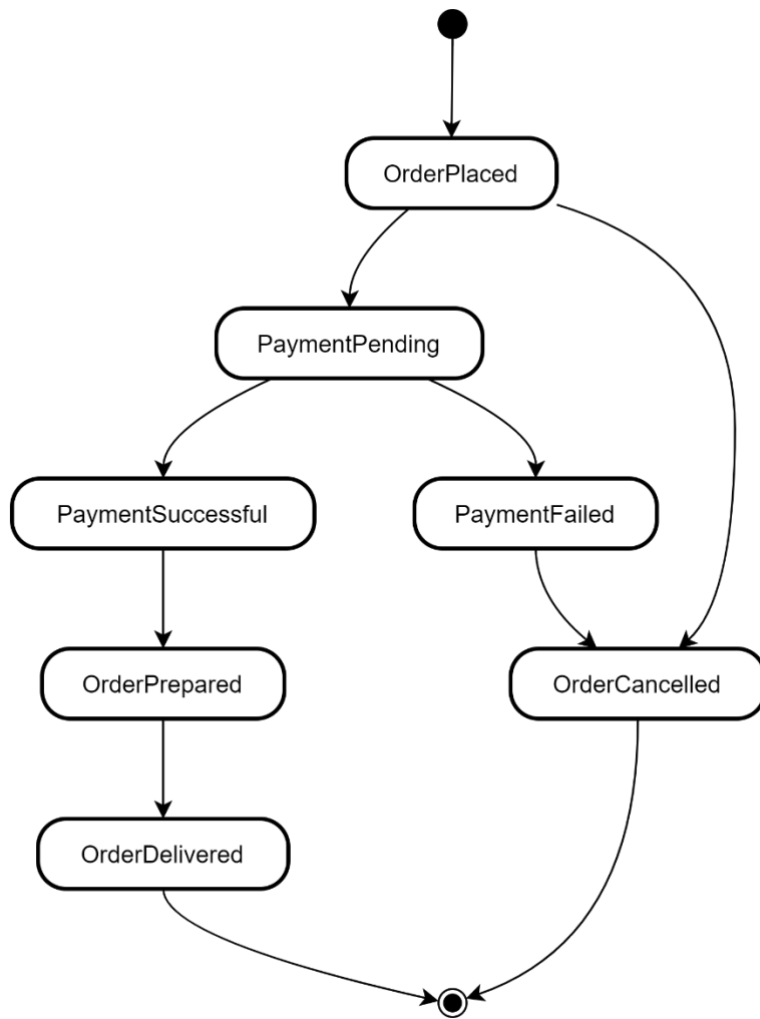 OrderPlaced
PaymentPending
PaymentSuccessful
PaymentFailed
OrderPrepared
OrderCancelled
OrderDelivered